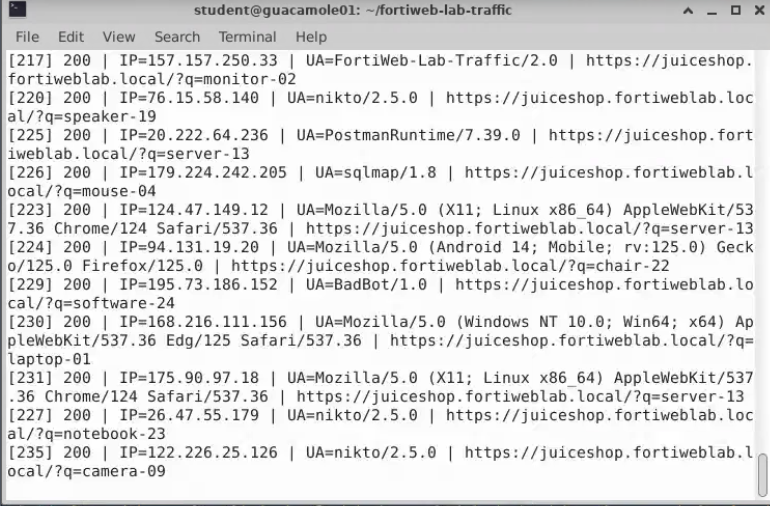 student@guacamole01: ~/fortiweb-lab-traffic
File Edit View Search Terminal Help
[217] 200 | IP=157.157.250.33 | UA=FortiWeb-Lab-Traffic/2.0 | https://juiceshop.
fortiweblab.local/?q=monitor-02
[220] 200 | IP=76.15.58.140 | UA=nikto/2.5.0 | https://juiceshop.fortiweblab.loc
al/?q=speaker-19
[225] 200 | IP=20.222.64.236 | UA=PostmanRuntime/7.39.0 | https://juiceshop.fort
iweblab.local/?q=server-13
[226] 200 | IP=179.224.242.205 | UA=sqlmap/1.8 | https://juiceshop.fortiweblab.l
ocal/?q=mouse-04
[223] 200 | IP=124.47.149.12 | UA=Mozilla/5.0 (X11; Linux x86_64) AppleWebKit/53
7.36 Chrome/124 Safari/537.36 | https://juiceshop.fortiweblab.local/?q=server-13
[224] 200 | IP=94.131.19.20 | UA=Mozilla/5.0 (Android 14; Mobile; rv:125.0) Geck
o/125.0 Firefox/125.0 | https://juiceshop.fortiweblab.local/?q=chair-22
[229] 200 | IP=195.73.186.152 | UA=BadBot/1.0 | https://juiceshop.fortiweblab.lo
cal/?q=software-24
[230] 200 | IP=168.216.111.156 | UA=Mozilla/5.0 (Windows NT 10.0; Win64; x64) Ap
pleWebKit/537.36 Edg/125 Safari/537.36 | https://juiceshop.fortiweblab.local/?q=
laptop-01
[231] 200 | IP=175.90.97.18 | UA=Mozilla/5.0 (X11; Linux x86_64) AppleWebKit/537
.36 Chrome/124 Safari/537.36 | https://juiceshop.fortiweblab.local/?q=server-13
[227] 200 | IP=26.47.55.179 | UA=nikto/2.5.0 | https://juiceshop.fortiweblab.loc
al/?q=notebook-23
[235] 200 | IP=122.226.25.126 | UA=nikto/2.5.0 | https://juiceshop.fortiweblab.l
ocal/?q=camera-09